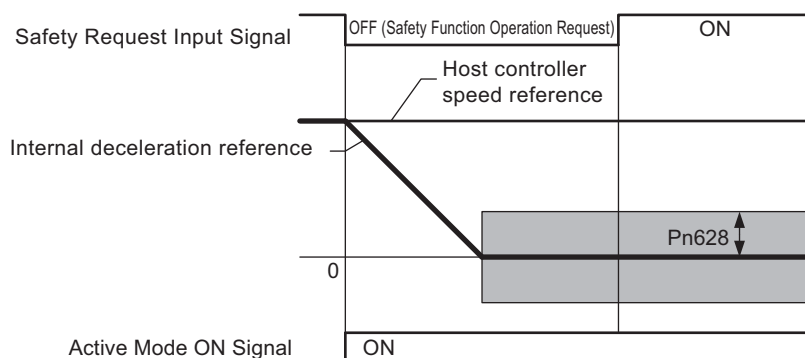 Safety Request Input Signal
OFF (Safety Function Operation Request)
ON
Host controller
speed reference
Internal deceleration reference
Pn628
0
Active Mode ON Signal
ON